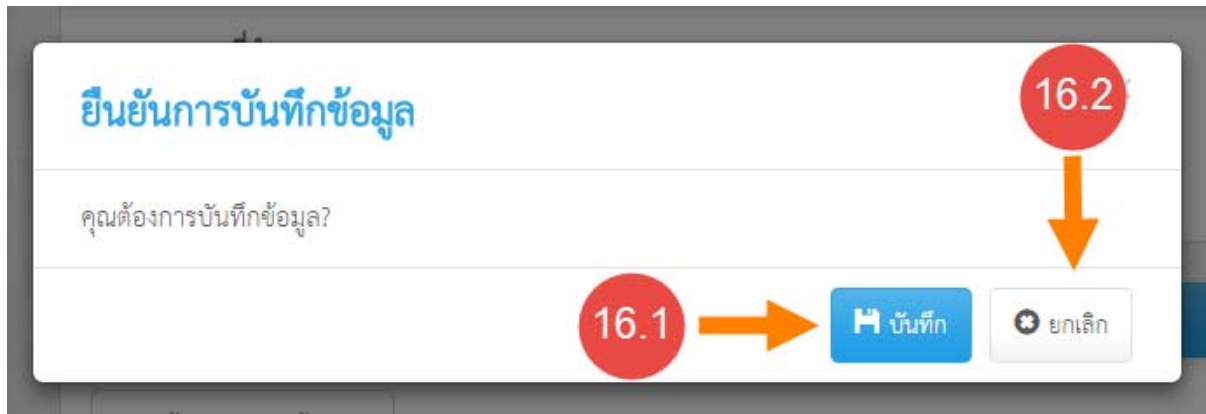 ยืนยันการบันทึกข้อมูล
16.2
คุณต้องการบันทึกข้อมูล?
16.1
บันทึก
ยกเลิก